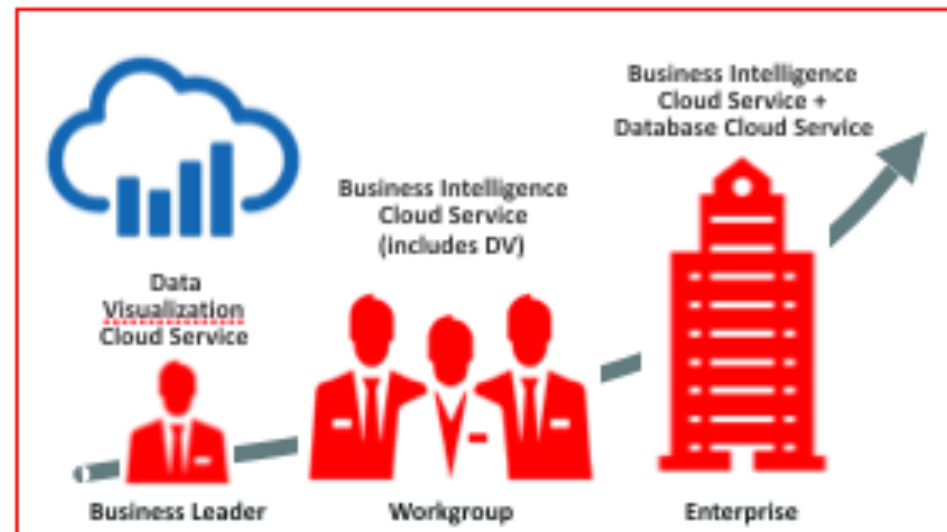 Data
Visualization
Cloud Service
Business Leader
Business Intelligence
Cloud Service
(includes DV)
Workgroup
Business Intelligence
Cloud Service +
Database Cloud Service
Enterprise